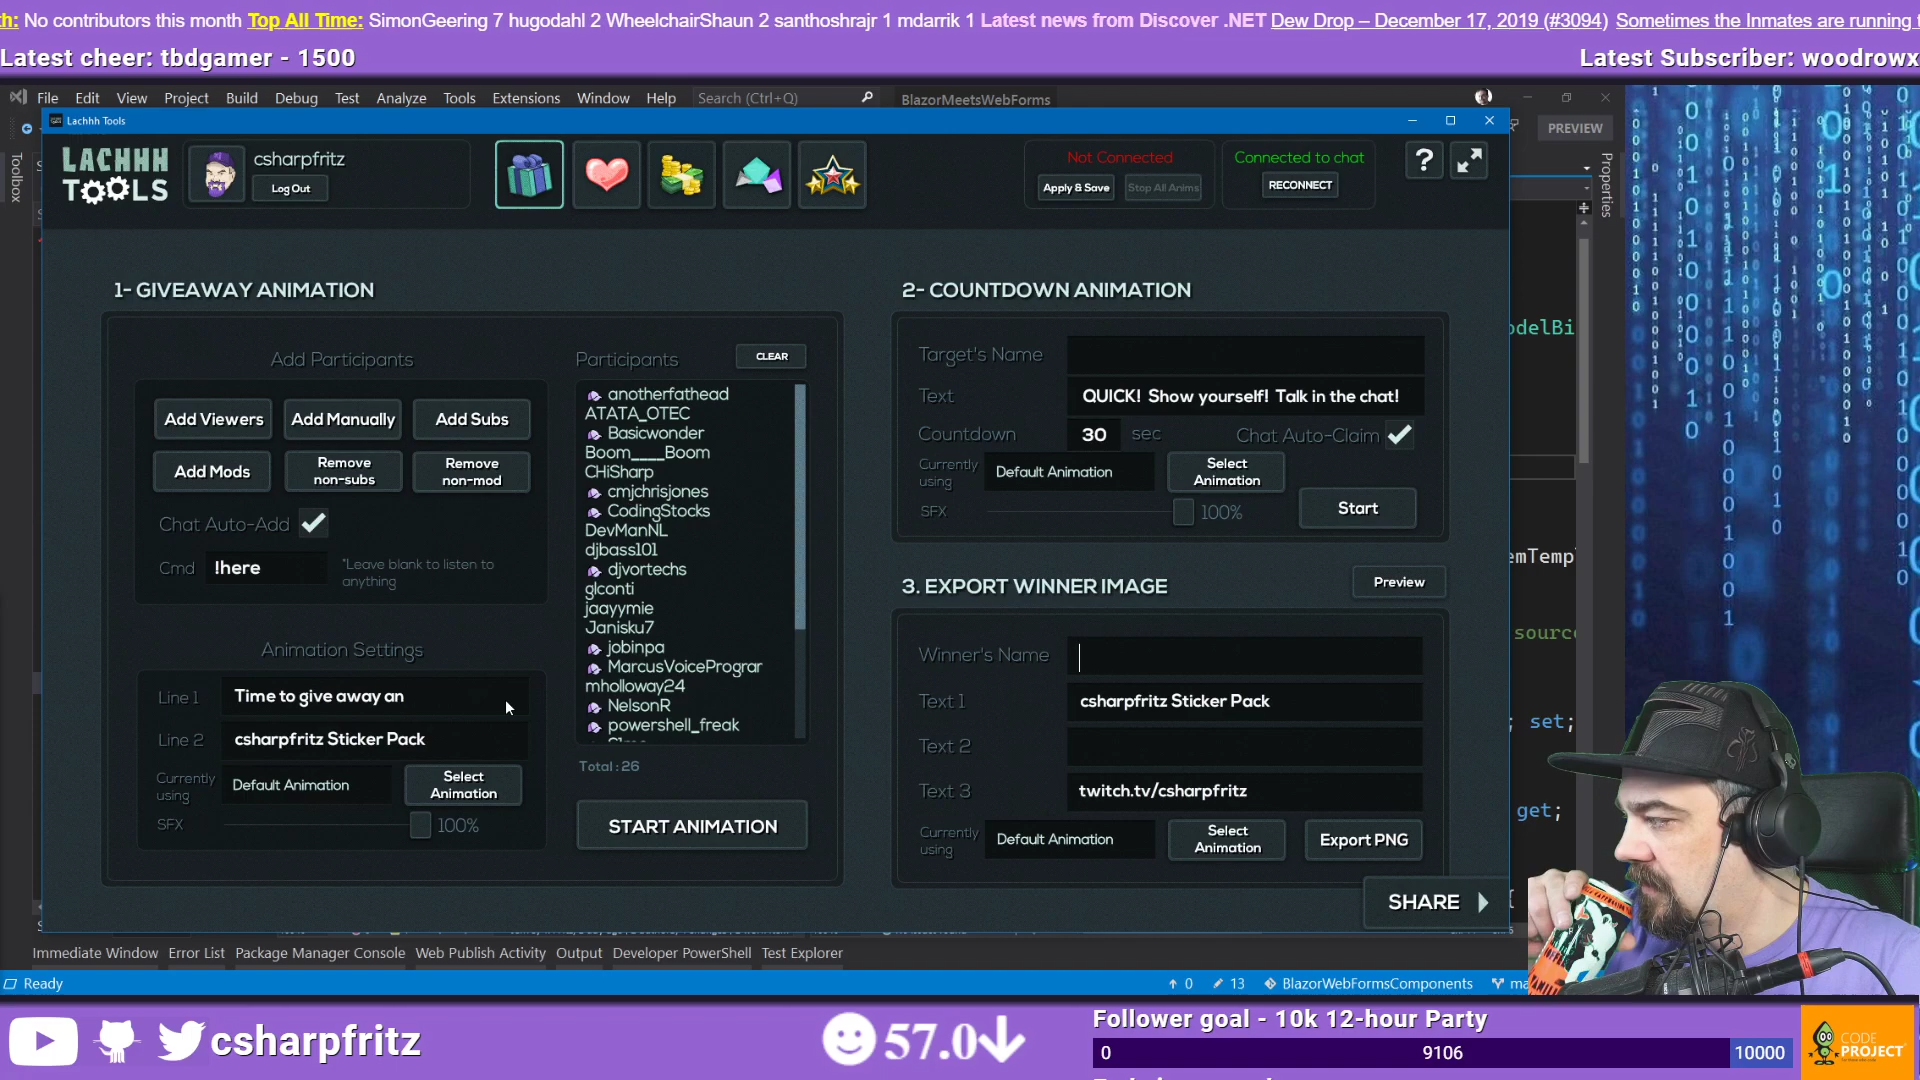 th: No contributors this month Top All Time: SimonGeering 7 hugodahl 2 WheelchairShaun 2 santhoshrajr 1 mdarrik 1 Latest news from Discover .NET Dew Drop – December 17, 2019 (#3094) Sometimes the Inmates are running t
Latest cheer: tbdgamer - 1500
Latest Subscriber: woodrowx
File Edit View Project Build Debug Test Analyze Tools Extensions Window Help Search (Ctrl+Q) BlazorMeetsWebForms
Lachhh Tools
PREVIEW
LACHHH TOOLS
csharpfritz
Log Out
Not Connected
Apply & Save
Stop All Anims
Connected to chat
RECONNECT
?
Toolbox
Properties
1- GIVEAWAY ANIMATION
Add Participants
Add Viewers
Add Manually
Add Subs
Add Mods
Remove non-subs
Remove non-mod
Chat Auto-Add
Cmd !here
*Leave blank to listen to
anything
Participants
CLEAR
anotherfathead
ATATA_OTEC
Basicwonder
Boom____Boom
CHiSharp
cmjchrisjones
CodingStocks
DevManNL
djbass101
djvortechs
glconti
jaayymie
Janisku7
jobinpa
MarcusVoicePrograr
mholloway24
NelsonR
powershell_freak
Total : 26
START ANIMATION
Animation Settings
Line 1 Time to give away an
Line 2 csharpfritz Sticker Pack
Currently using Default Animation
Select Animation
SFX 100%
2- COUNTDOWN ANIMATION
Target's Name
Text QUICK! Show yourself! Talk in the chat!
Countdown 30 sec Chat Auto-Claim
Currently using Default Animation
Select Animation
SFX 100%
Start
3. EXPORT WINNER IMAGE
Preview
Winner's Name
Text 1 csharpfritz Sticker Pack
Text 2
Text 3 twitch.tv/csharpfritz
Currently using Default Animation
Select Animation
Export PNG
SHARE
odelBi
emTemp
source
; set;
get;
Immediate Window Error List Package Manager Console Web Publish Activity Output Developer PowerShell Test Explorer
Ready
0 13 BlazorWebFormsComponents ma
csharpfritz
57.0
Follower goal - 10k 12-hour Party
0 9106 10000
CODE PROJECT